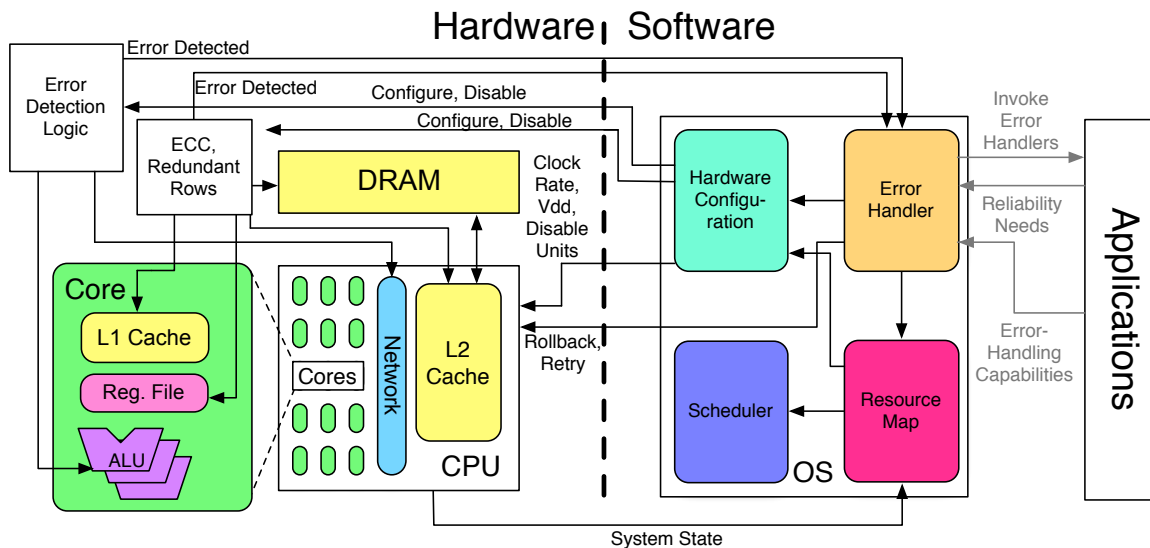 Hardware
Software
Error Detected
Error
Detection
Logic
Error Detected
Configure, Disable
Configure, Disable
ECC,
Redundant
Rows
DRAM
Clock
Rate,
Vdd,
Disable
Units
Hardware
Configu-
ration
Error
Handler
Invoke
Error
Handlers
Reliability
Needs
Error-
Handling
Capabilities
Applications
Core
L1 Cache
Reg. File
ALU
Cores
Network
L2
Cache
CPU
Rollback,
Retry
Scheduler
Resource
Map
OS
System State